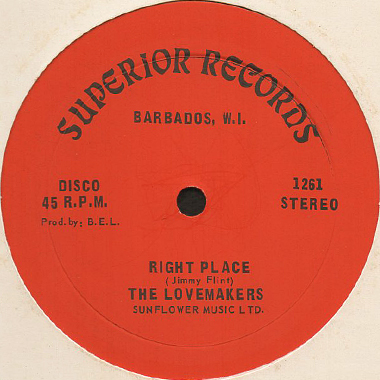 SUPERIOR RECORDS
BARBADOS, W.I.
DISCO
45 R.P.M.
Prod. by: B.E.L.
1261
STEREO
RIGHT PLACE
(Jimmy Flint)
THE LOVEMAKERS
SUNFLOWER MUSIC LTD.